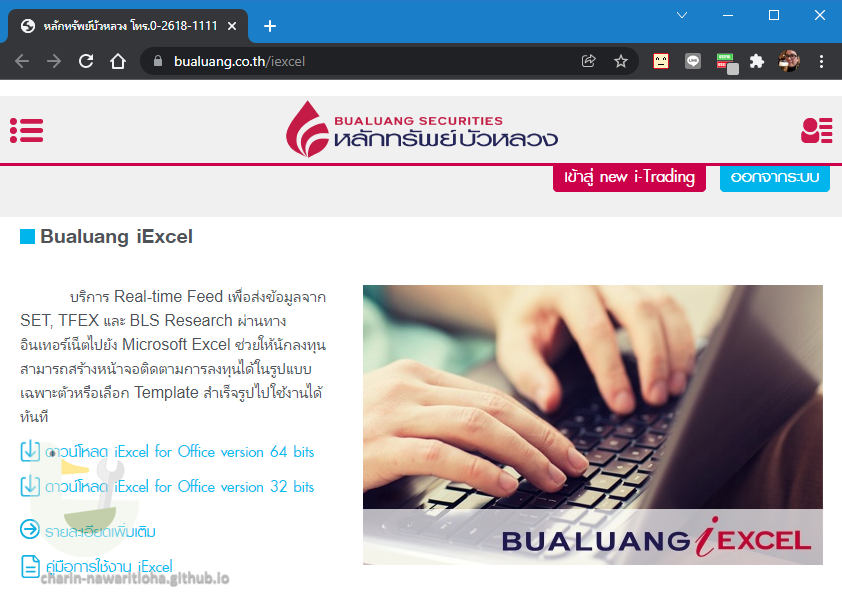 หลักทรัพย์บัวหลวง โทร.0-2618-1111
bualuang.co.th/iexcel
BUALUANG SECURITIES
หลักทรัพย์บัวหลวง
เข้าสู่ new i-Trading
ออกจากระบบ
Bualuang iExcel
บริการ Real-time Feed เพื่อส่งข้อมูลจาก
SET, TFEX และ BLS Research ผ่านทาง
อินเทอร์เน็ตไปยัง Microsoft Excel ช่วยให้นักลงทุน
สามารถสร้างหน้าจอติดตามการลงทุนได้ในรูปแบบ
เฉพาะตัวหรือเลือก Template สำเร็จรูปไปใช้งานได้
ทันที
ดาวน์โหลด iExcel for Office version 64 bits
ดาวน์โหลด iExcel for Office version 32 bits
รายละเอียดเพิ่มเติม
คู่มือการใช้งาน iExcel
charin-nawaritloha.github.io
BUALUANG iEXCEL